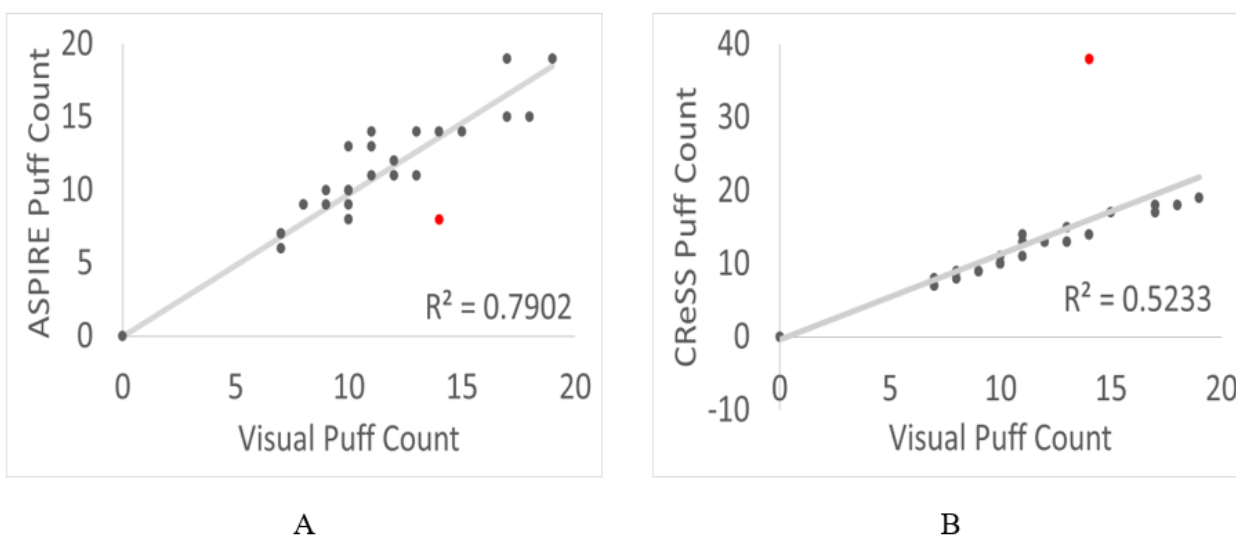 ASPIRE Puff Count
20
15
10
5
0
R² = 0.7902
0 5 10 15 20
Visual Puff Count
A
CReSS Puff Count
40
30
20
10
0
-10
R² = 0.5233
0 5 10 15 20
Visual Puff Count
B